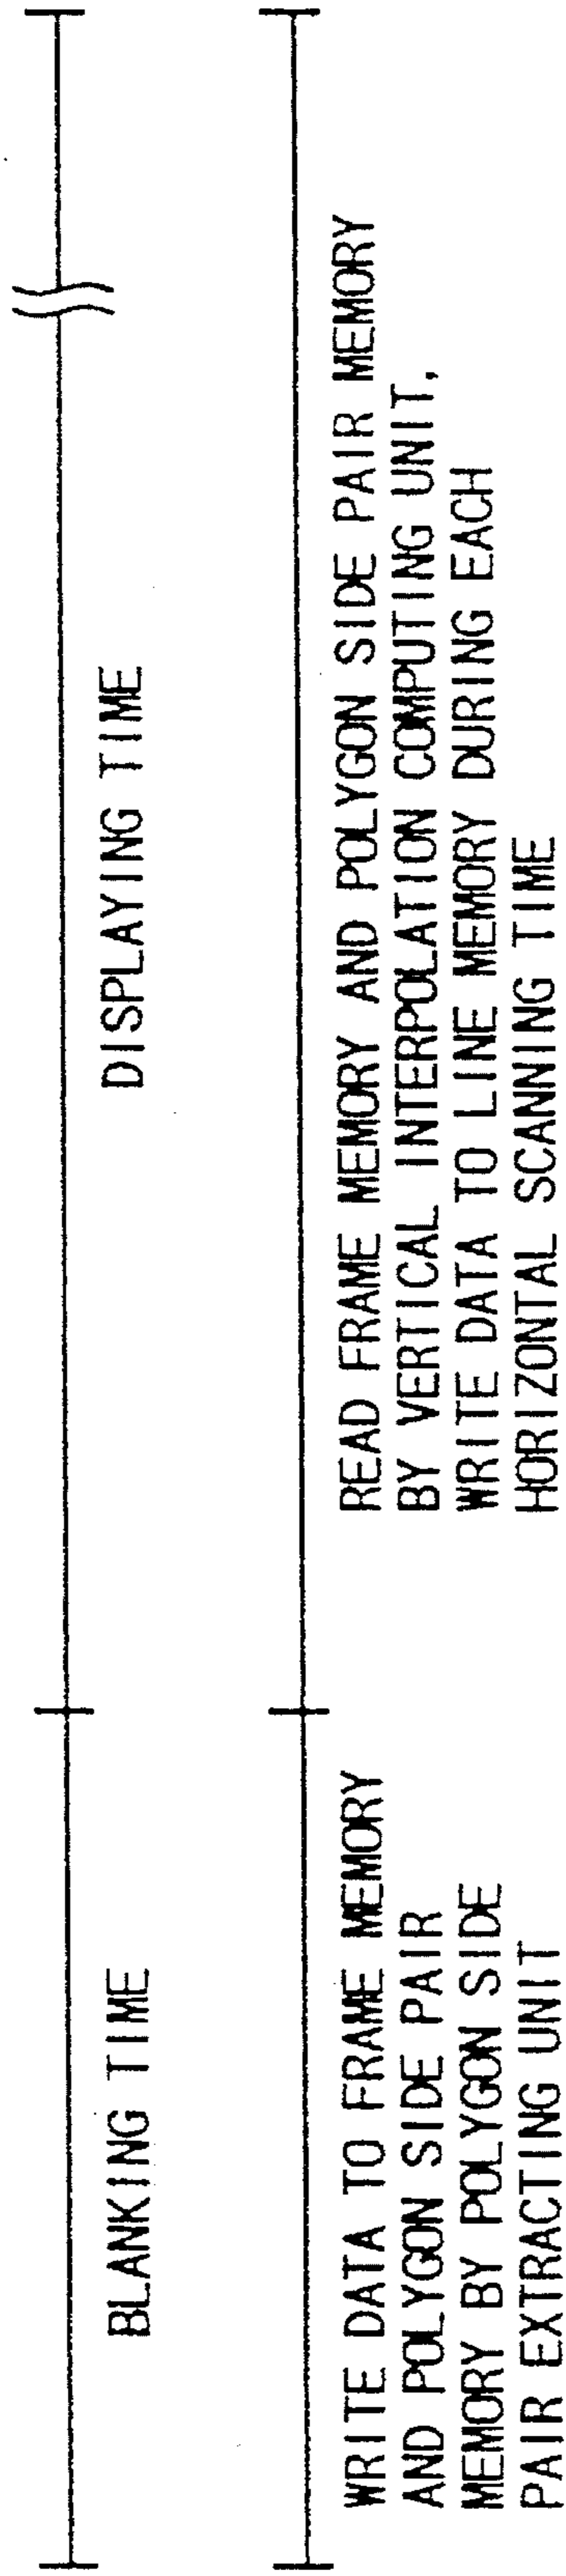 BLANKING TIME
DISPLAYING TIME
WRITE DATA TO FRAME MEMORY
AND POLYGON SIDE PAIR
MEMORY BY POLYGON SIDE
PAIR EXTRACTING UNIT
READ FRAME MEMORY AND POLYGON SIDE PAIR MEMORY
BY VERTICAL INTERPOLATION COMPUTING UNIT,
WRITE DATA TO LINE MEMORY DURING EACH
HORIZONTAL SCANNING TIME